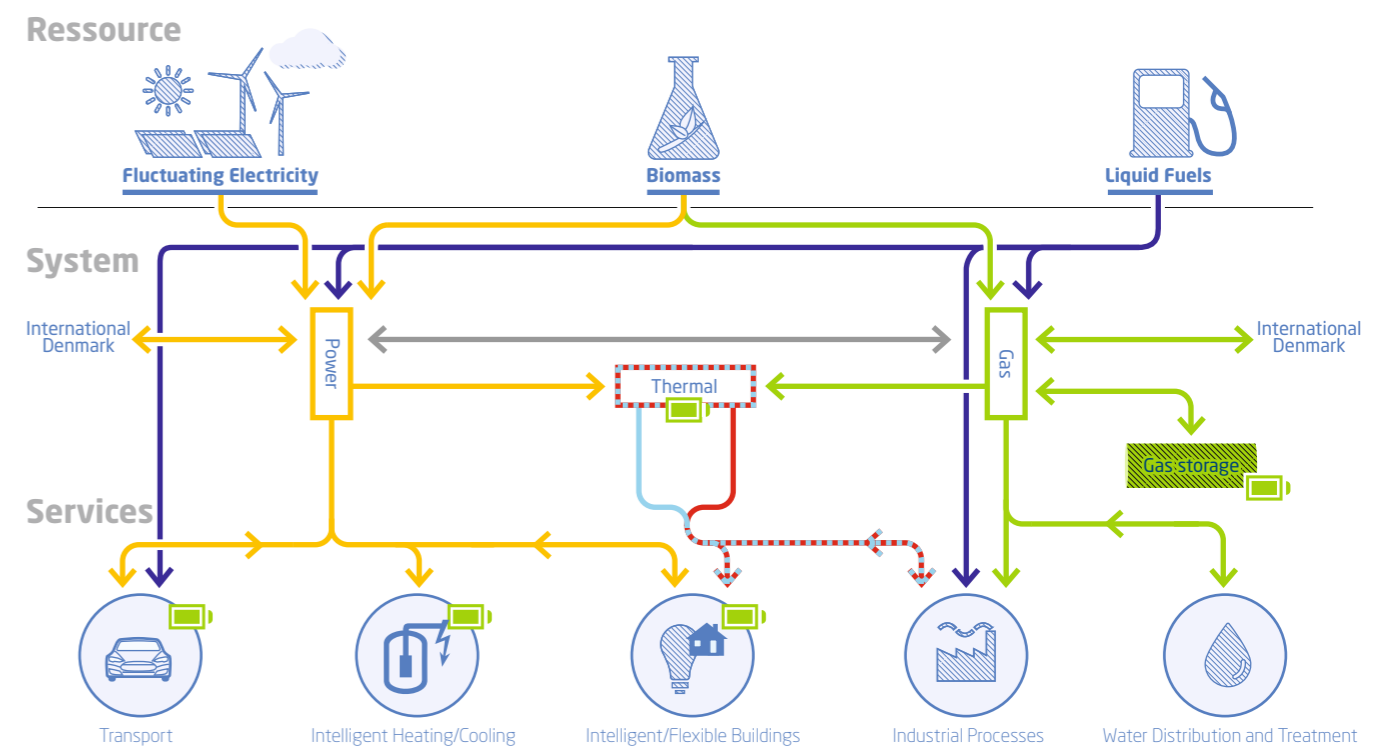 Ressource
Fluctuating Electricity
Biomass
Liquid Fuels
System
International
Denmark
Power
Thermal
Gas
International
Denmark
Gas storage
Services
Transport
Intelligent Heating/Cooling
Intelligent/Flexible Buildings
Industrial Processes
Water Distribution and Treatment